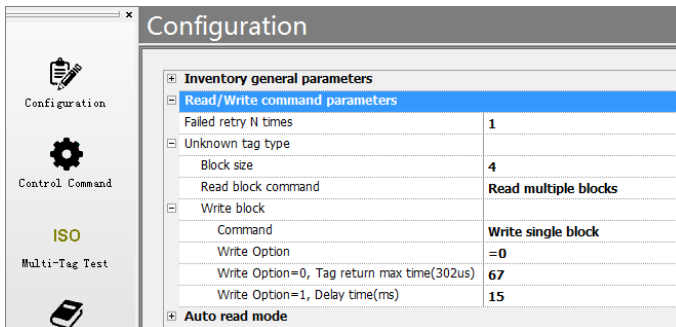 Configuration
Configuration
Control Command
ISO
Multi-Tag Test
Inventory general parameters
Read/Write command parameters
Failed retry N times 1
Unknown tag type
Block size 4
Read block command Read multiple blocks
Write block
Command Write single block
Write Option =0
Write Option=0, Tag return max time(302us) 67
Write Option=1, Delay time(ms) 15
Auto read mode